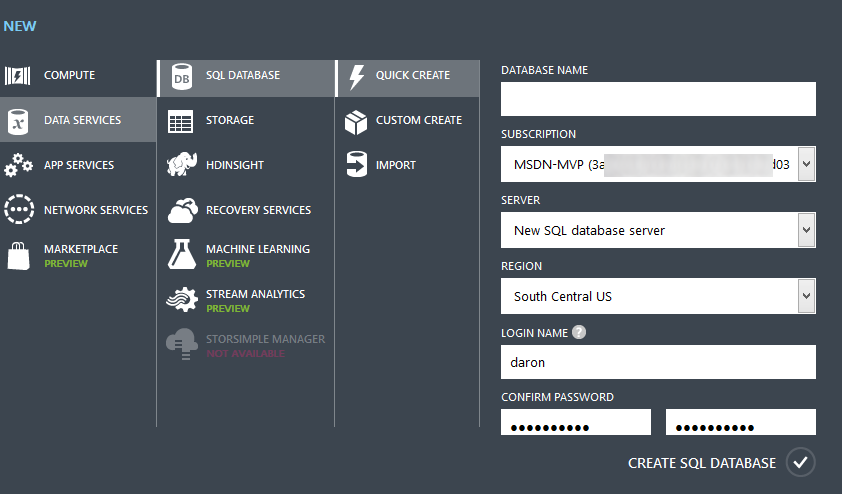 NEW
COMPUTE
DATA SERVICES
APP SERVICES
NETWORK SERVICES
MARKETPLACE
PREVIEW
DB
SQL DATABASE
STORAGE
HDINSIGHT
RECOVERY SERVICES
MACHINE LEARNING
PREVIEW
STREAM ANALYTICS
PREVIEW
STORSIMPLE MANAGER
NOT AVAILABLE
QUICK CREATE
CUSTOM CREATE
IMPORT
DATABASE NAME
SUBSCRIPTION
MSDN-MVP (3a d03
SERVER
New SQL database server
REGION
South Central US
LOGIN NAME ?
daron
CONFIRM PASSWORD
●●●●●●●●●● ●●●●●●●●●●
CREATE SQL DATABASE